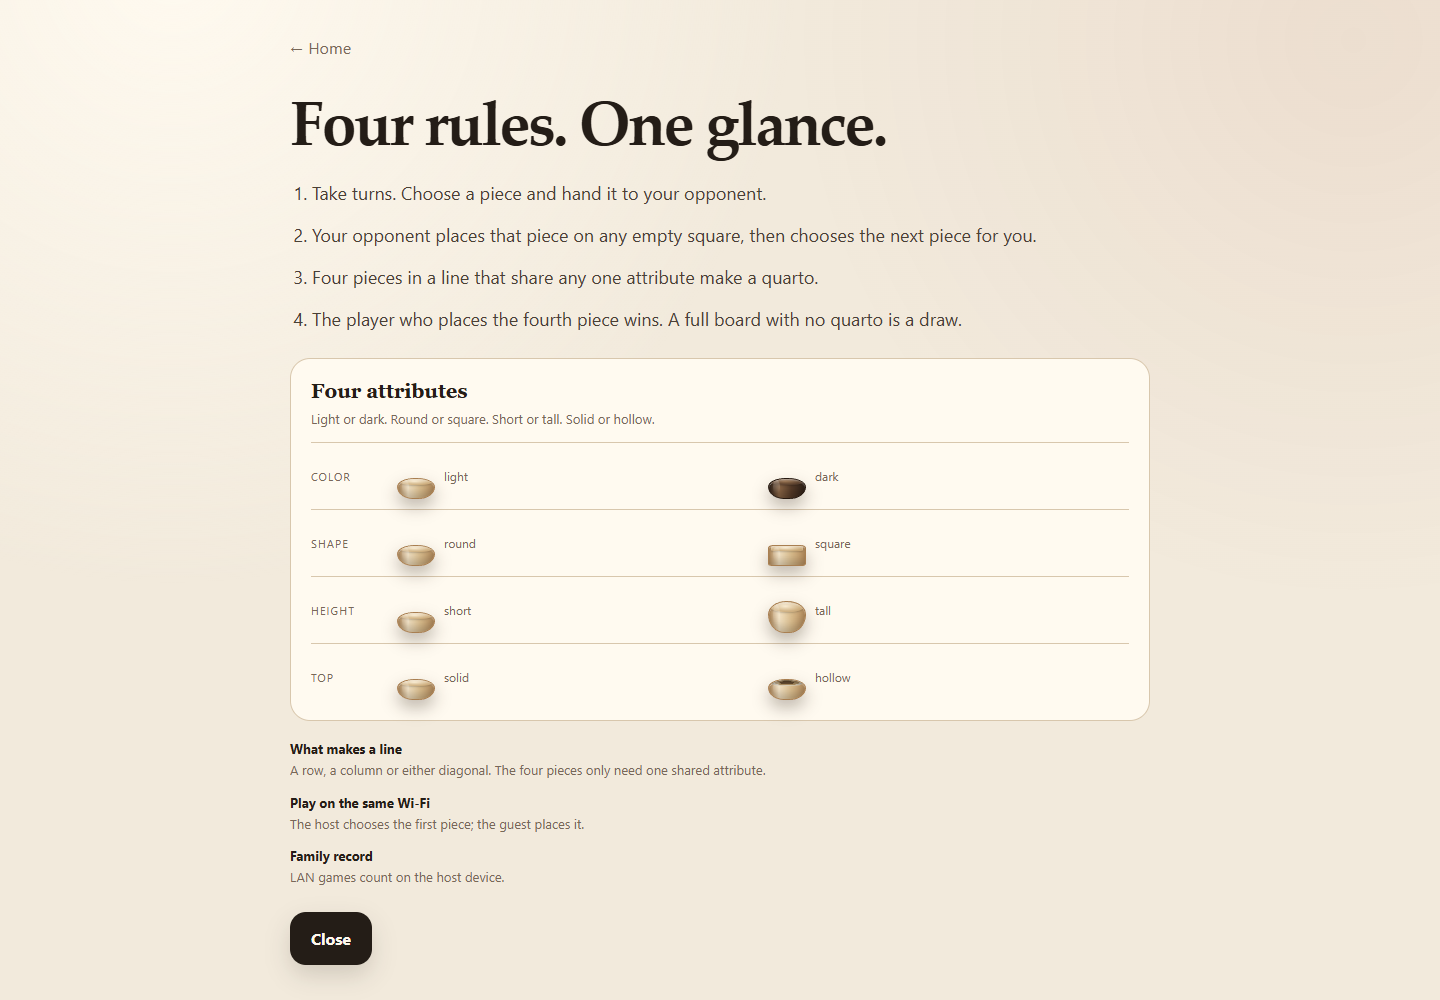 ← Home
Four rules. One glance.
1. Take turns. Choose a piece and hand it to your opponent.
2. Your opponent places that piece on any empty square, then chooses the next piece for you.
3. Four pieces in a line that share any one attribute make a quarto.
4. The player who places the fourth piece wins. A full board with no quarto is a draw.
Four attributes
Light or dark. Round or square. Short or tall. Solid or hollow.
COLOR light dark
SHAPE round square
HEIGHT short tall
TOP solid hollow
What makes a line
A row, a column or either diagonal. The four pieces only need one shared attribute.
Play on the same Wi-Fi
The host chooses the first piece; the guest places it.
Family record
LAN games count on the host device.
Close